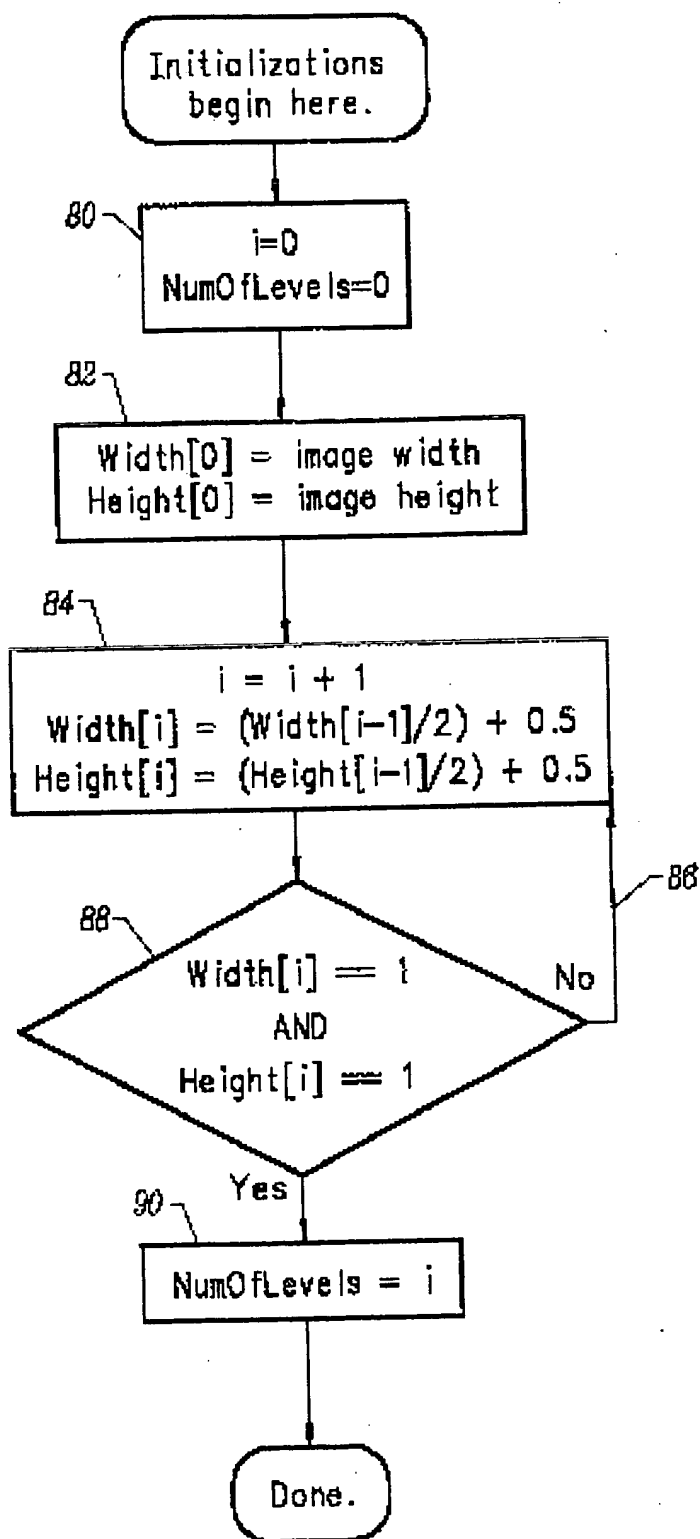 Initializations
begin here.
80
i=0
NumOfLevels=0
82
Width[0] = image width
Height[0] = image height
84
i = i + 1
Width[i] = (Width[i-1]/2) + 0.5
Height[i] = (Height[i-1]/2) + 0.5
86
88
Width[i] == 1
AND
Height[i] == 1
No
Yes
90
NumOfLevels = i
Done.